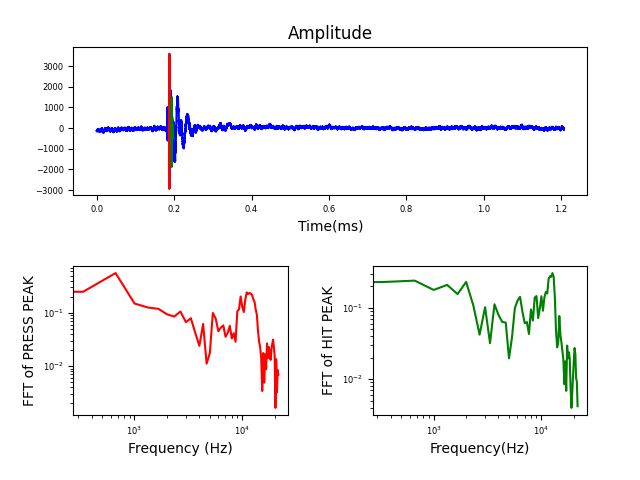 Amplitude
3000
2000
1000
0
−1000
−2000
−3000
0.0 0.2 0.4 0.6 0.8 1.0 1.2
Time(ms)
FFT of PRESS PEAK
10⁻¹
10⁻²
10³ 10⁴
Frequency (Hz)
FFT of HIT PEAK
10⁻¹
10⁻²
10³ 10⁴
Frequency(Hz)